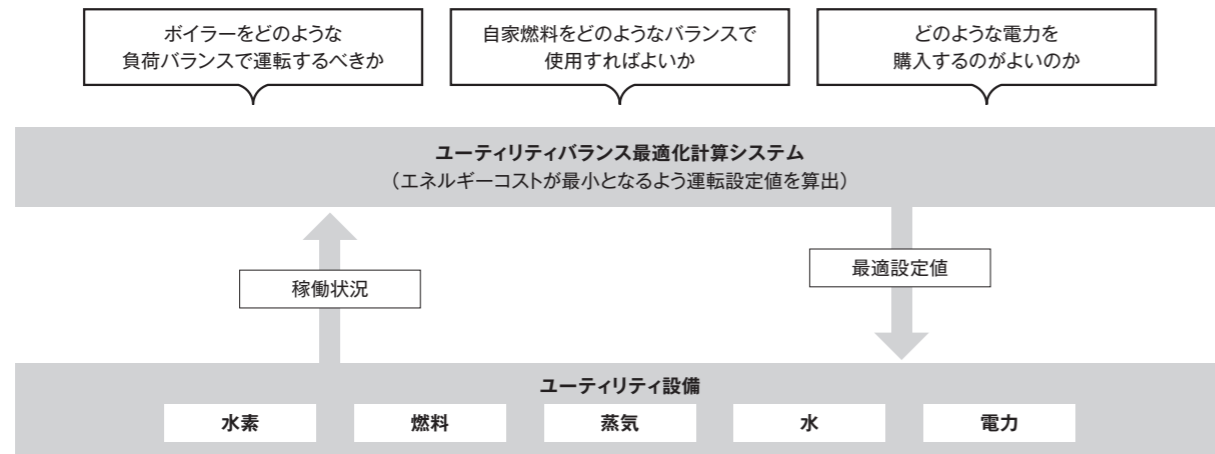 ボイラーをどのような
負荷バランスで運転するべきか
自家燃料をどのようなバランスで
使用すればよいか
どのような電力を
購入するのがよいのか
ユーティリティバランス最適化計算システム
(エネルギーコストが最小となるよう運転設定値を算出)
稼働状況
最適設定値
ユーティリティ設備
水素
燃料
蒸気
水
電力